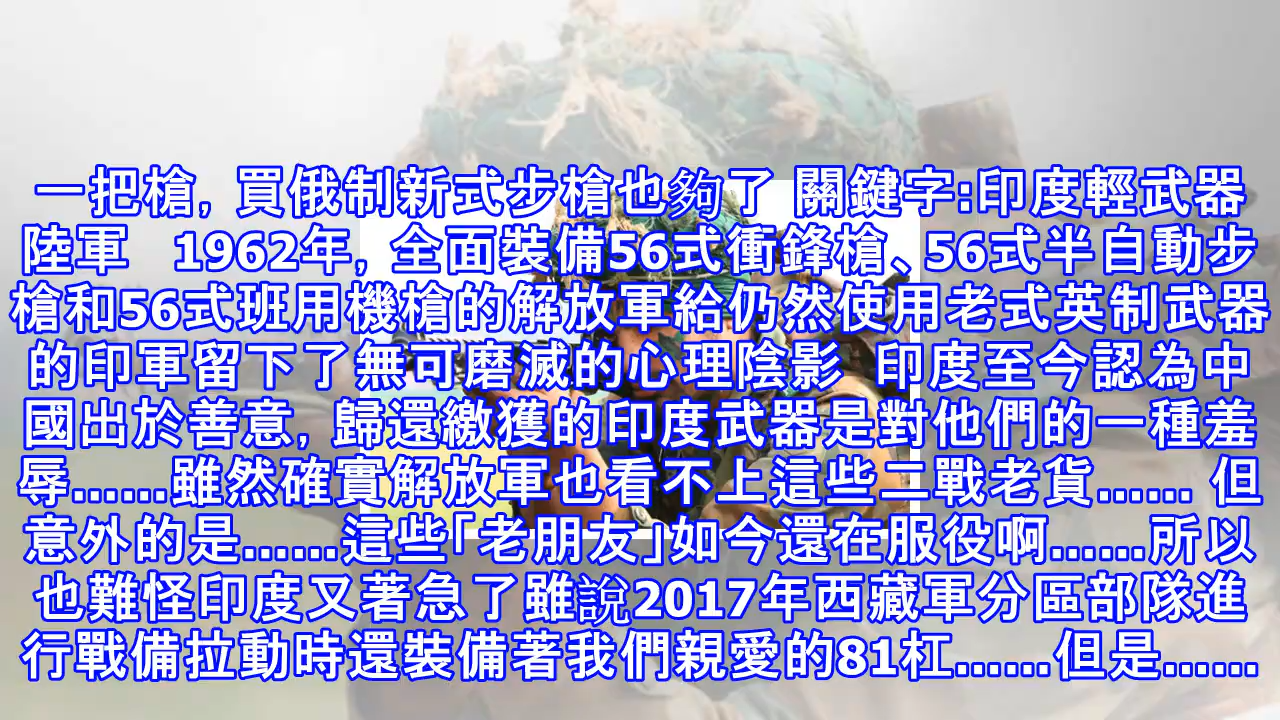 一把槍, 買俄制新式步槍也夠了 關鍵字:印度輕武器
陸軍 1962年, 全面裝備56式衝鋒槍、56式半自動步
槍和56式班用機槍的解放軍給仍然使用老式英制武器
的印軍留下了無可磨滅的心理陰影 印度至今認為中
國出於善意, 歸還繳獲的印度武器是對他們的一種羞
辱......雖然確實解放軍也看不上這些二戰老貨...... 但
意外的是......這些「老朋友」如今還在服役啊......所以
也難怪印度又著急了雖說2017年西藏軍分區部隊進
行戰備拉動時還裝備著我們親愛的81杠......但是......